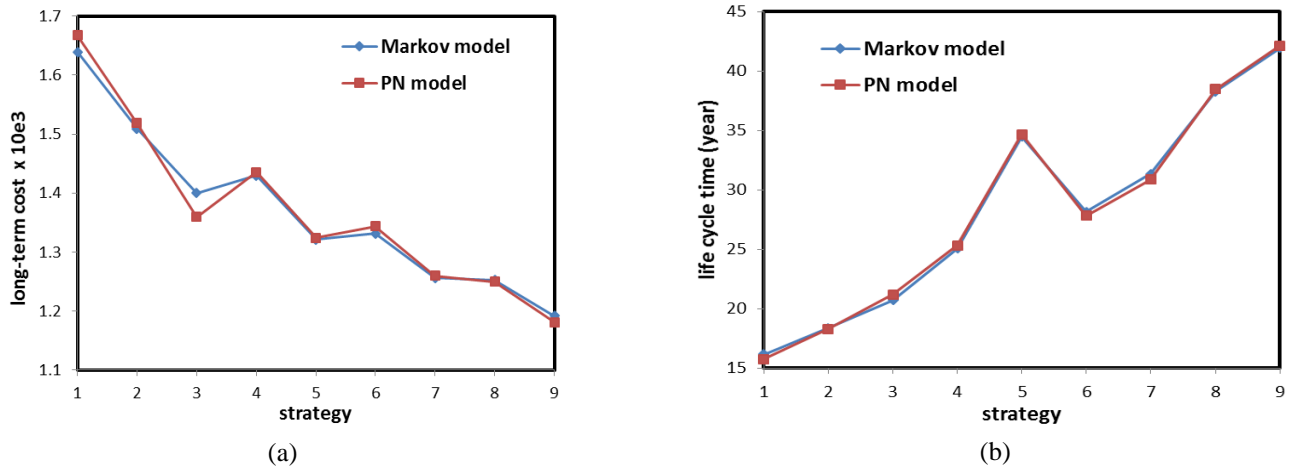 long-term cost x 10e3
1.7
1.6
1.5
1.4
1.3
1.2
1.1
Markov model
PN model
1 2 3 4 5 6 7 8 9
strategy
(a)
life cycle time (year)
45
40
35
30
25
20
15
Markov model
PN model
1 2 3 4 5 6 7 8 9
strategy
(b)